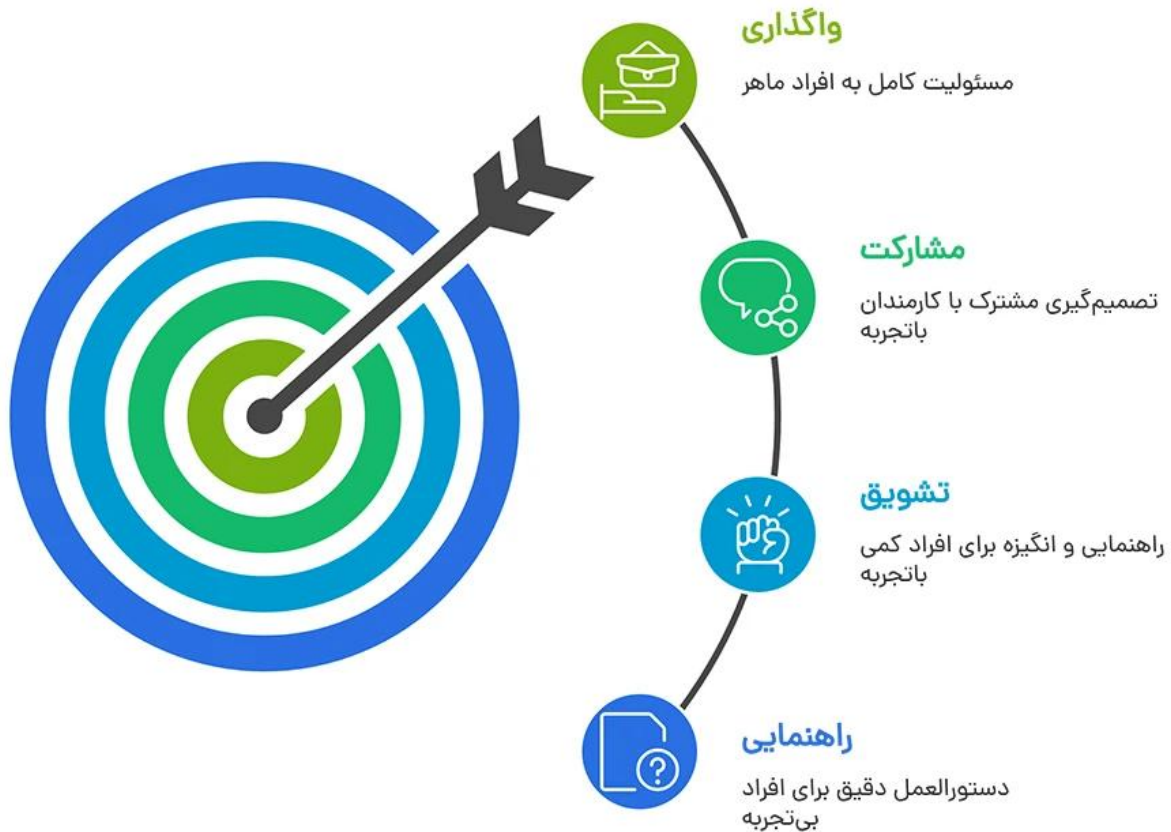 واگذاری
مسئولیت کامل به افراد ماهر
مشارکت
تصمیم‌گیری مشترک با کارمندان
باتجربه
تشویق
راهنمایی و انگیزه برای افراد کمی
باتجربه
راهنمایی
دستورالعمل دقیق برای افراد
بی‌تجربه